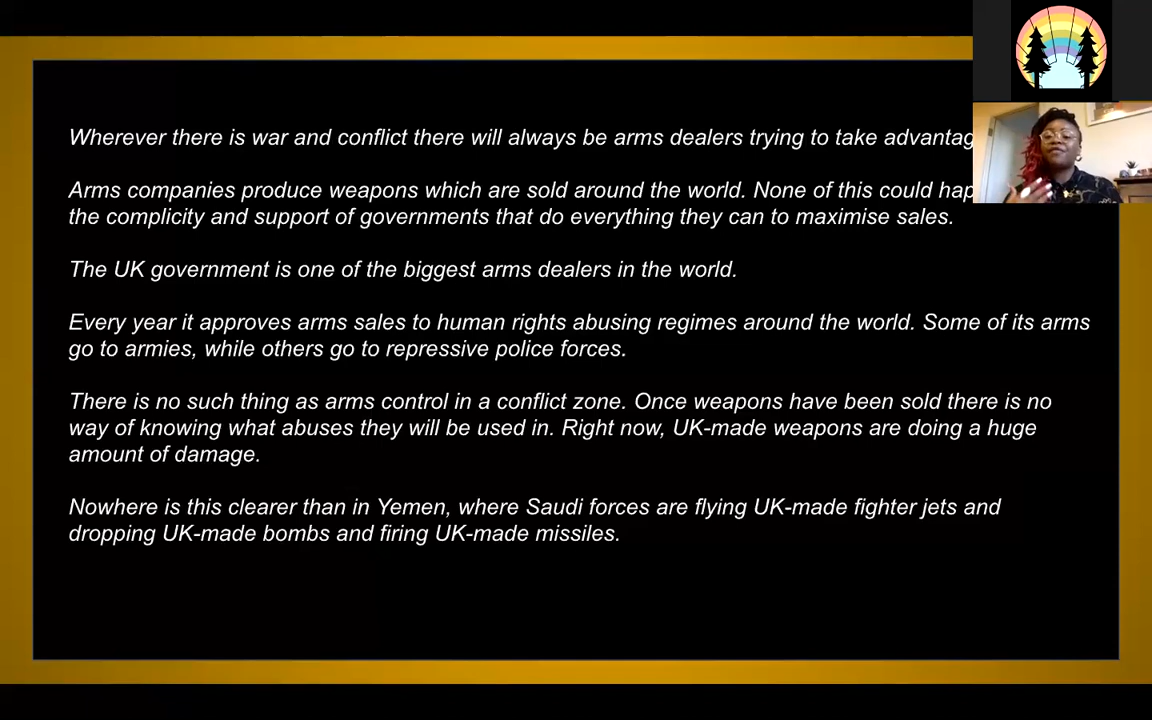 Wherever there is war and conflict there will always be arms dealers trying to take
Arms companies produce weapons which are sold around the world. None of this could
the complicity and support of governments that do everything they can to maximise sales.
The UK government is one of the biggest arms dealers in the world.
Every year it approves arms sales to human rights abusing regimes around the world. Some of its arms
go to armies, while others go to repressive police forces.
There is no such thing as arms control in a conflict zone. Once weapons have been sold there is no
way of knowing what abuses they will be used in. Right now, UK-made weapons are doing a huge
amount of damage.
Nowhere is this clearer than in Yemen, where Saudi forces are flying UK-made fighter jets and
dropping UK-made bombs and firing UK-made missiles.